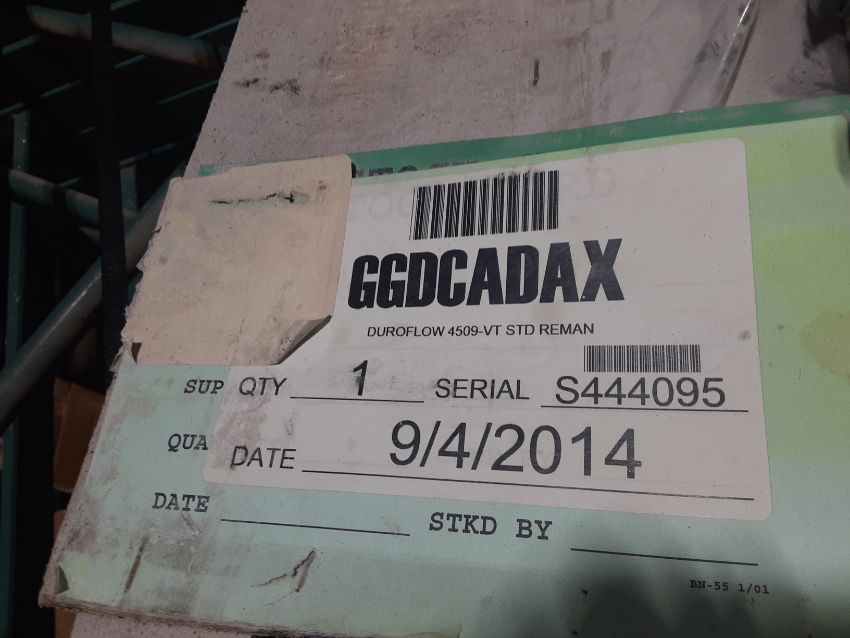 GGDCADAX
DUROFLOW 4509-VT STD REMAN
SUP QTY 1 SERIAL S444095
QUA DATE 9/4/2014
DATE STKD BY
BN-55 1/01